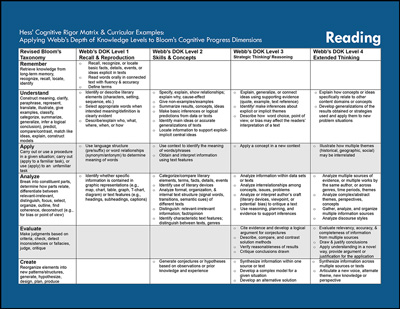 Hess' Cognitive Rigor Matrix & Curricular Examples:
Applying Webb's Depth of Knowledge Levels to Bloom's Cognitive Progress Dimensions
Reading
Revised Bloom's Taxonomy
Webb's DOK Level 1
Recall & Reproduction
Webb's DOK Level 2
Skills & Concepts
Webb's DOK Level 3
Strategic Thinking/ Reasoning
Webb's DOK Level 4
Extended Thinking
Remember
Retrieve knowledge from
long-term memory,
recognize, recall, locate,
identify
o Recall, recognize, or locate
basic facts, details, events, or
ideas explicit in texts
o Read words orally in connected
text with fluency & accuracy
o Define terms
Understand
Construct meaning, clarify,
paraphrase, represent,
translate, illustrate, give
examples, classify,
categorize, summarize,
generalize, infer a logical
conclusion), predict,
compare/contrast, match like
ideas, explain, construct
models
o Identify or describe literary
elements (characters, setting,
sequence, etc.)
o Select appropriate words when
intended meaning/definition is
clearly evident
o Describe/explain who, what,
where, when, or how
o Specify, explain, show relationships;
explain why, cause-effect
o Give non-examples/examples
o Summarize results, concepts, ideas
o Make basic inferences or logical
predictions from data or texts
o Identify main ideas or accurate
generalizations of texts
o Locate information to support explicit-
implicit central ideas
o Explain, generalize, or connect
ideas using supporting evidence
(quote, example, text reference)
o Identify/ make inferences about
explicit or implicit themes
o Describe how word choice, point of
view, or bias may affect the readers'
interpretation of a text
o Explain how concepts or ideas
specifically relate to other
content domains or concepts
o Develop generalizations of the
results obtained or strategies
used and apply them to new
problem situations
Apply
Carry out or use a procedure
in a given situation; carry out
(apply to a familiar task), or
use (apply) to an unfamiliar
task
o Use language structure
(pre/suffix) or word relationships
(synonym/antonym) to determine
meaning of words
o Use context to identify the meaning
of words/phrases
o Obtain and interpret information
using text features
o Apply a concept in a new context
o Illustrate how multiple themes
(historical, geographic, social)
may be interrelated
Analyze
Break into constituent parts,
determine how parts relate,
differentiate between
relevant-irrelevant,
distinguish, focus, select,
organize, outline, find
coherence, deconstruct (e.g.
for bias or point of view)
o Identify whether specific
information is contained in
graphic representations (e.g.,
map, chart, table, graph, T-chart,
diagram) or text features (e.g.,
headings, subheadings, captions)
o Categorize/compare literary
elements, terms, facts, details, events
o Identify use of literary devices
o Analyze format, organization, &
internal text structure (signal words,
transitions, semantic cues) of
different texts
o Distinguish: relevant-irrelevant
information; fact/opinion
o Identify characteristic text features;
distinguish between texts, genres
o Analyze information within data sets
or texts
o Analyze interrelationships among
concepts, issues, problems
o Analyze or interpret author's craft
(literary devices, viewpoint, or
potential bias) to critique a text
o Use reasoning, planning, and
evidence to support inferences
o Analyze multiple sources of
evidence, or multiple works by
the same author, or across
genres, time periods, themes
o Analyze complex/abstract
themes, perspectives,
concepts
o Gather, analyze, and organize
multiple information sources
o Analyze discourse styles
Evaluate
Make judgments based on
criteria, check, detect
inconsistencies or fallacies,
judge, critique
o Cite evidence and develop a logical
argument for conjectures
o Describe, compare, and contrast
solution methods
o Verify reasonableness of results
o Critique conclusions drawn
o Evaluate relevancy, accuracy, &
completeness of information
from multiple sources
o Draw & justify conclusions
o Apply understanding in a novel
way, provide argument or
justification for the application
Create
Reorganize elements into
new patterns/structures,
generate, hypothesize,
design, plan, produce
o Generate conjectures or hypotheses
based on observations or prior
knowledge and experience
o Synthesize information within one
source or text
o Develop a complex model for a
given situation
o Develop an alternative solution
o Synthesize information across
multiple sources or texts
o Articulate a new voice, alternate
theme, new knowledge or
perspective